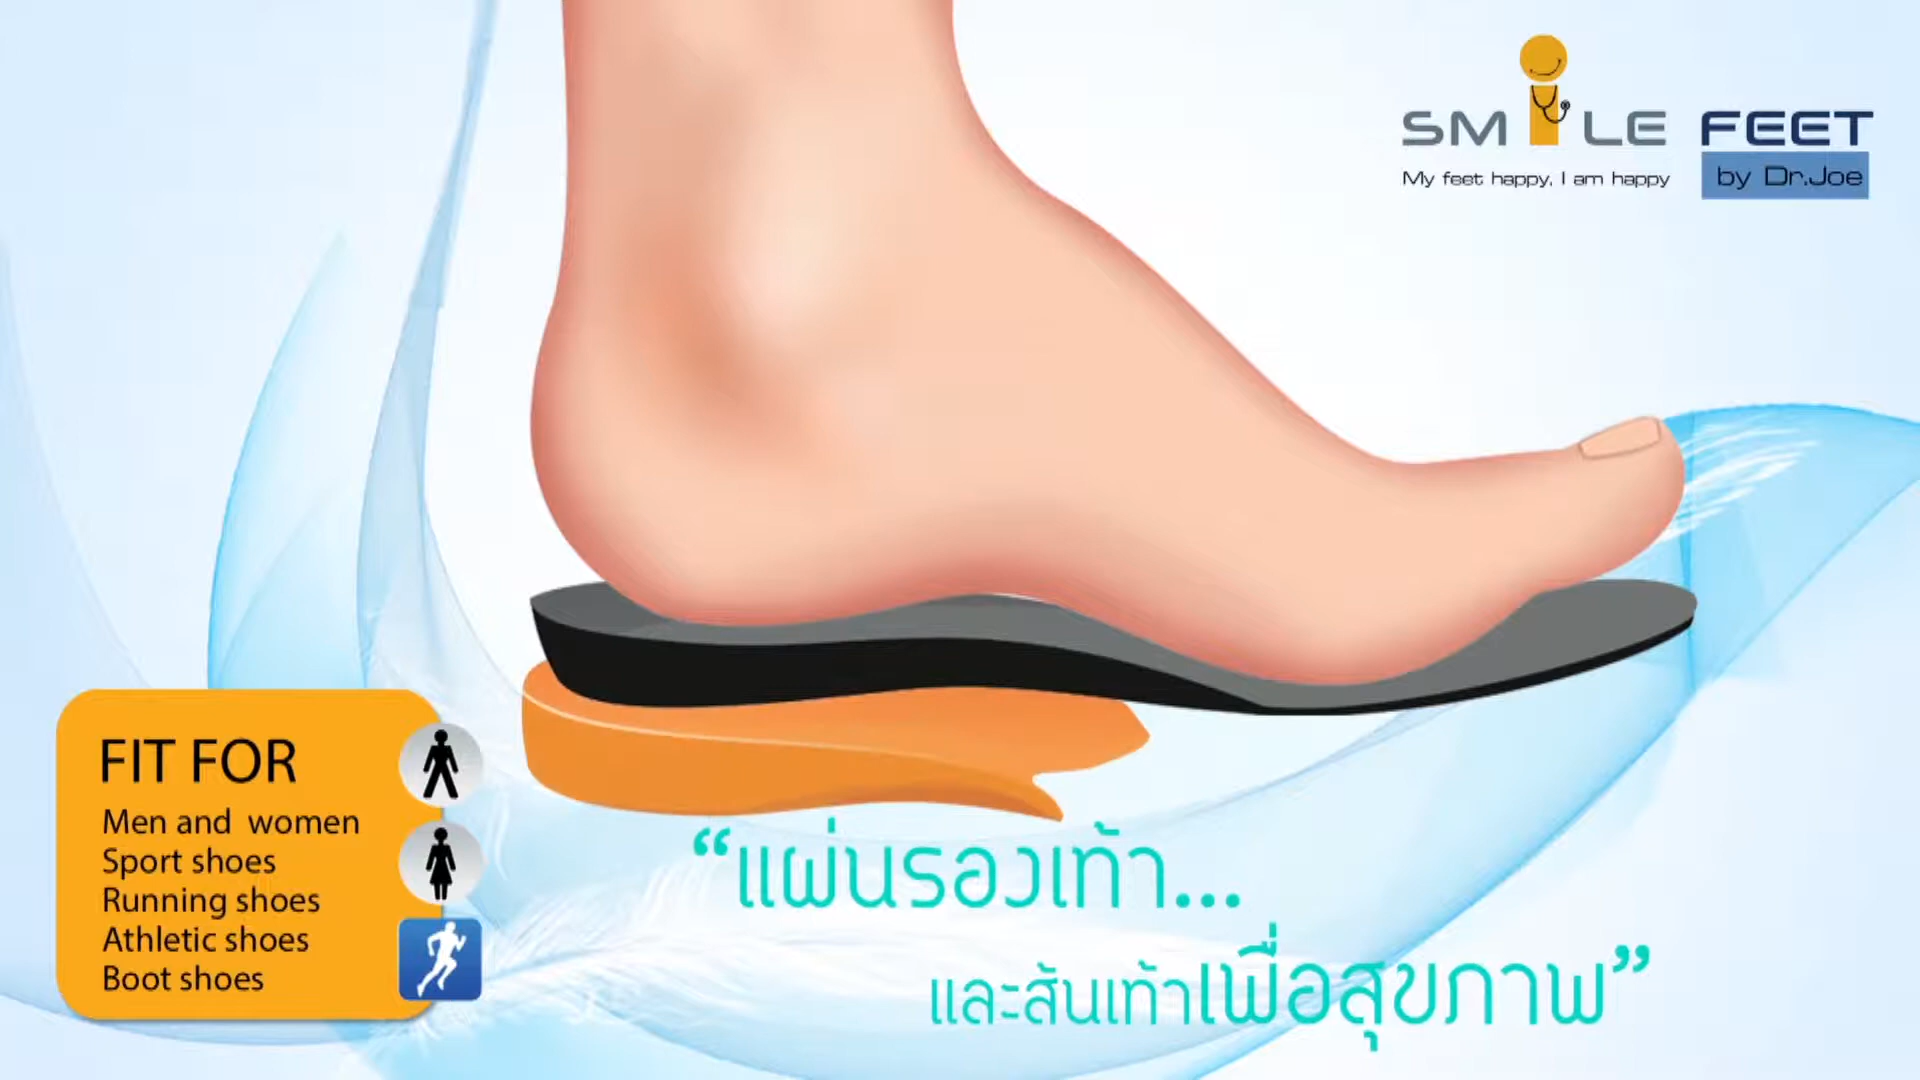 SMiLE FEET
My feet happy, I am happy
by Dr.Joe
FIT FOR
Men and women
Sport shoes
Running shoes
Athletic shoes
Boot shoes
“แผ่นรองเท้า...
และส้นเท้าเพื่อสุขภาพ”